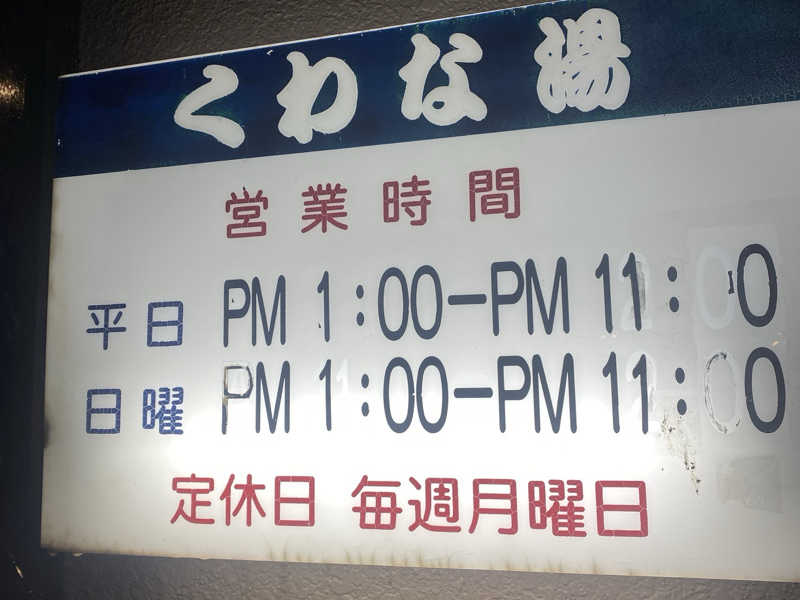 くわな湯
営業時間
平日 PM 1:00−PM 11:00
日曜 PM 1:00−PM 11:00
定休日 毎週月曜日